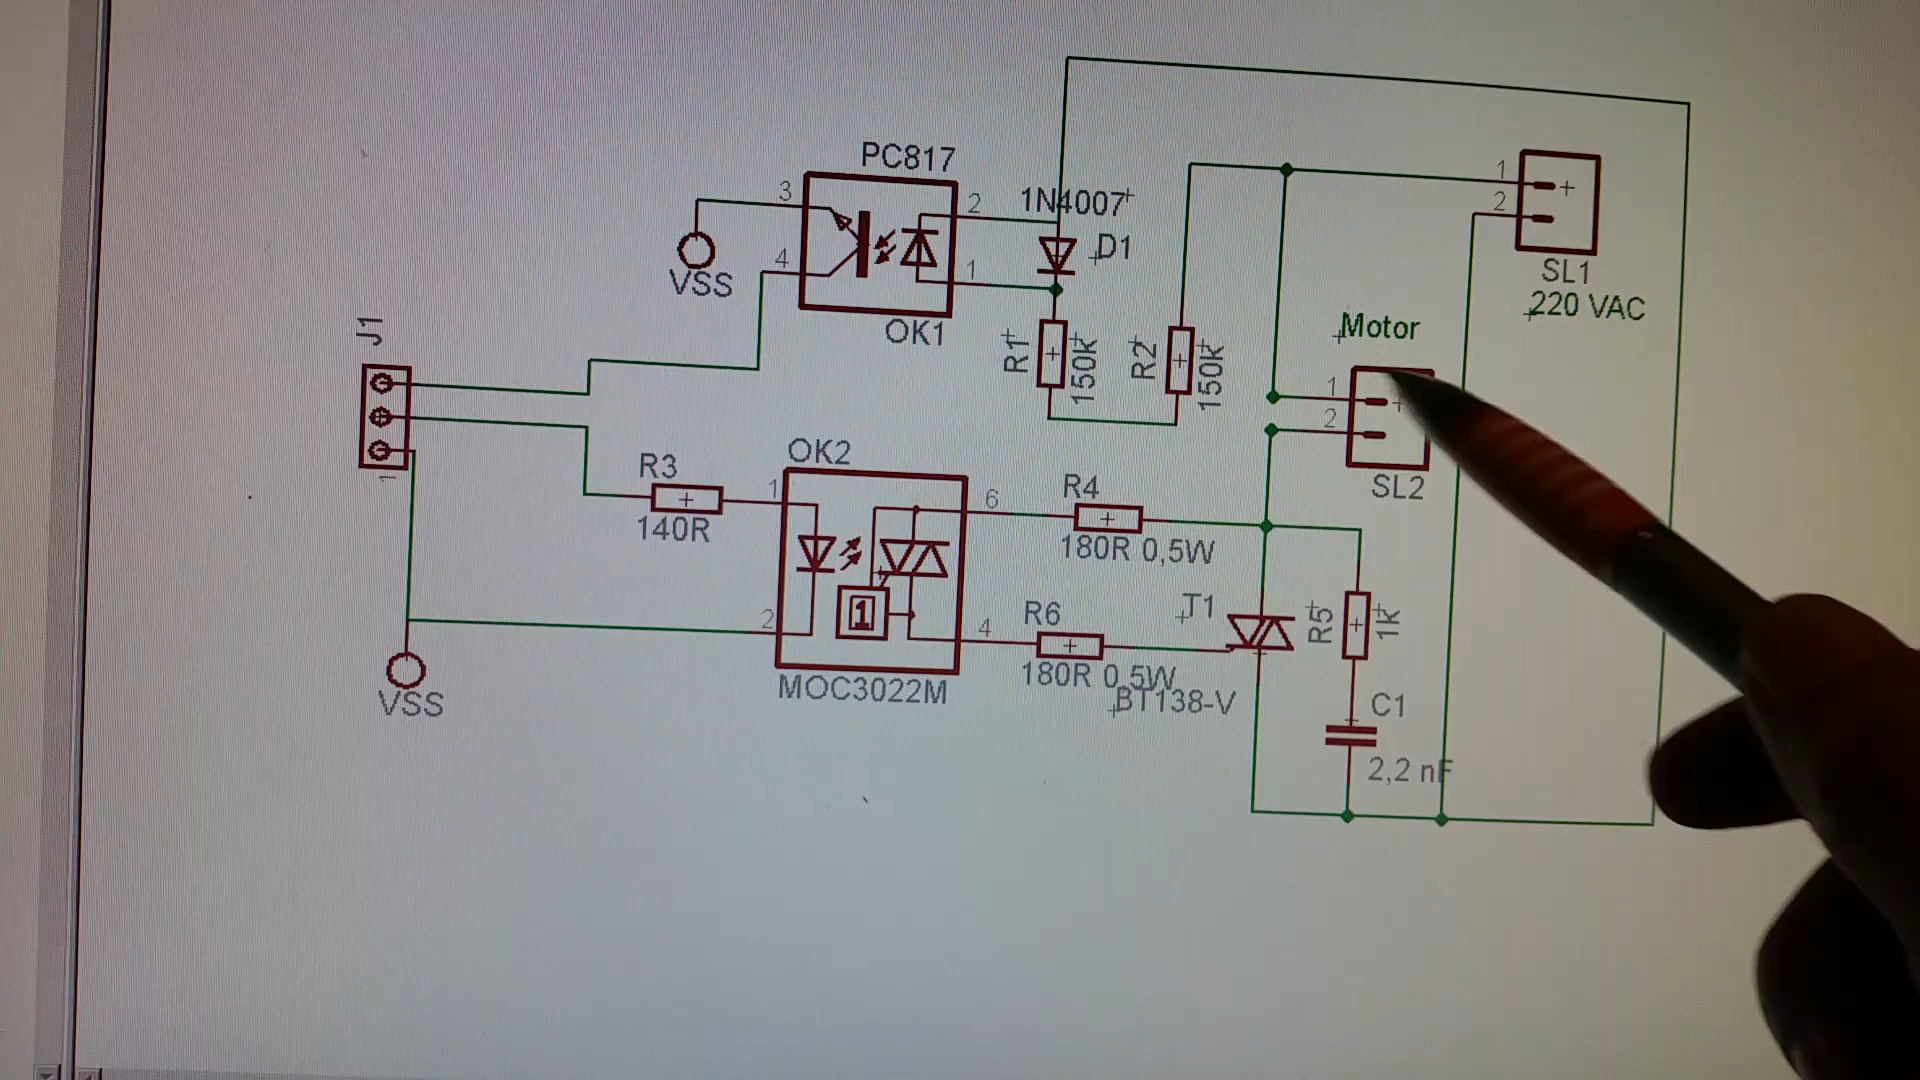 PC817
3
2
1N4007
1
2
4
1
D1
VSS
SL1
220 VAC
OK1
J1
R1
150k
R2
150k
Motor
1
2
OK2
R3
1
6
R4
SL2
140R
180R 0,5W
1
2
4
R6
T1
R5
1k
VSS
MOC3022M
180R 0,5W
BT138-V
C1
2,2 nF
1